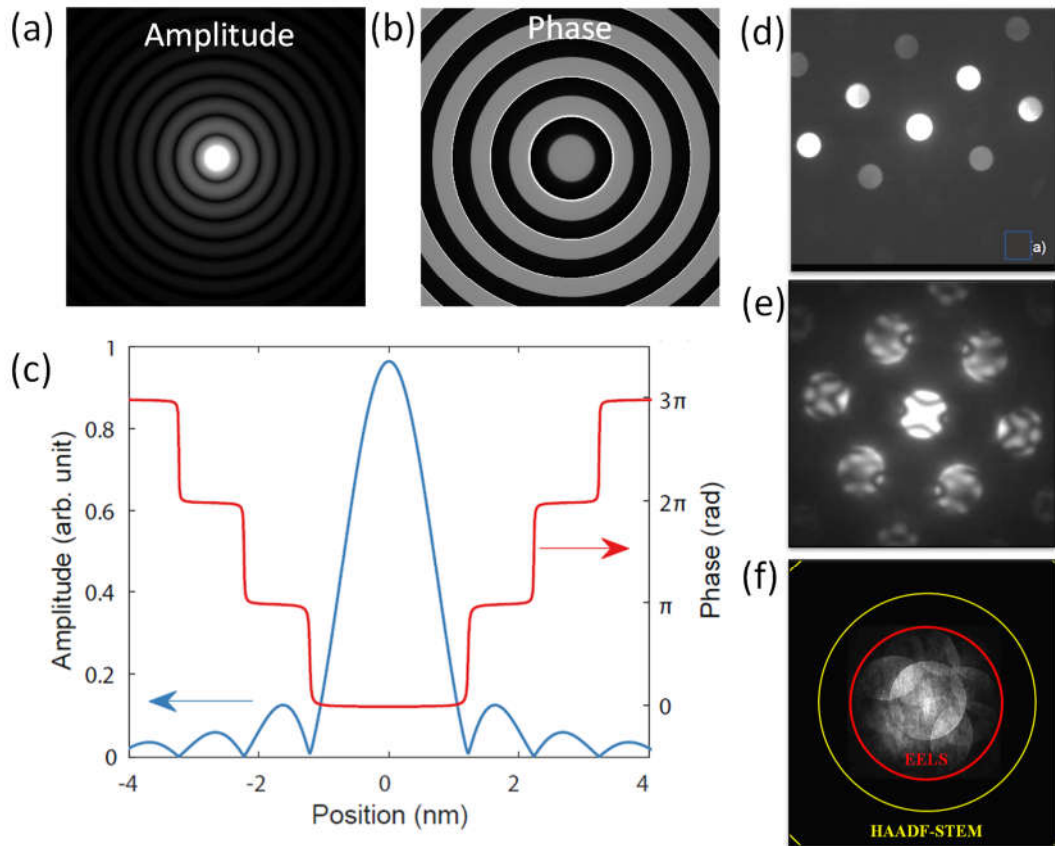 (a)
Amplitude
(b)
Phase
(c)
1
0.8
0.6
0.4
0.2
0
Amplitude (arb. unit)
3π
2π
π
0
Phase (rad)
-4
-2
0
2
4
Position (nm)
(d)
a)
(e)
(f)
EELS
HAADF-STEM